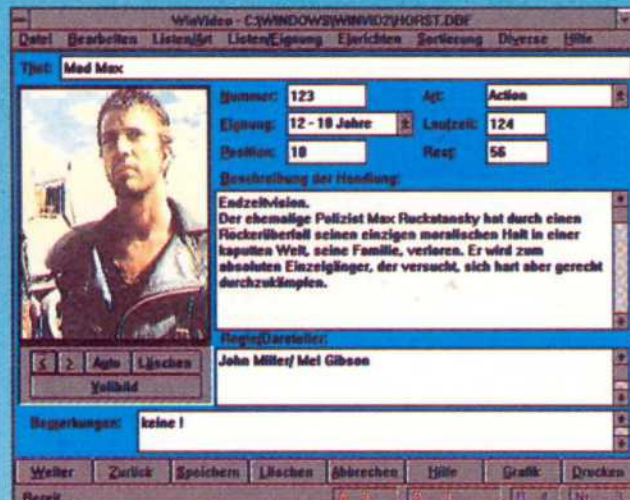 WinVideo - C:\WINDOWS\WINVID2\HORST.DBF
Datei Bearbeiten Listen/Art Listen/Eignung Einrichten Sortierung Diverse Hilfe
Titel: Mad Max
Nummer: 123 Art: Action
Eignung: 12 - 18 Jahre Laufzeit: 124
Position: 10 Rest: 56
Beschreibung der Handlung:
Endzeitvision.
Der ehemalige Polizist Max Ruckatansky hat durch einen
Röckerüberfall seinen einzigen moralischen Halt in einer
kaputten Welt, seine Familie, verloren. Er wird zum
absoluten Einzelgänger, der versucht, sich hart aber gerecht
durchzukämpfen.
Regie/Darsteller:
< > Auto Löschen
John Miller/ Mel Gibson
Vollbild
Bemerkungen: keine !
Weiter Zurück Speichern Löschen Abbrechen Hilfe Grafik Drucken
Bereit